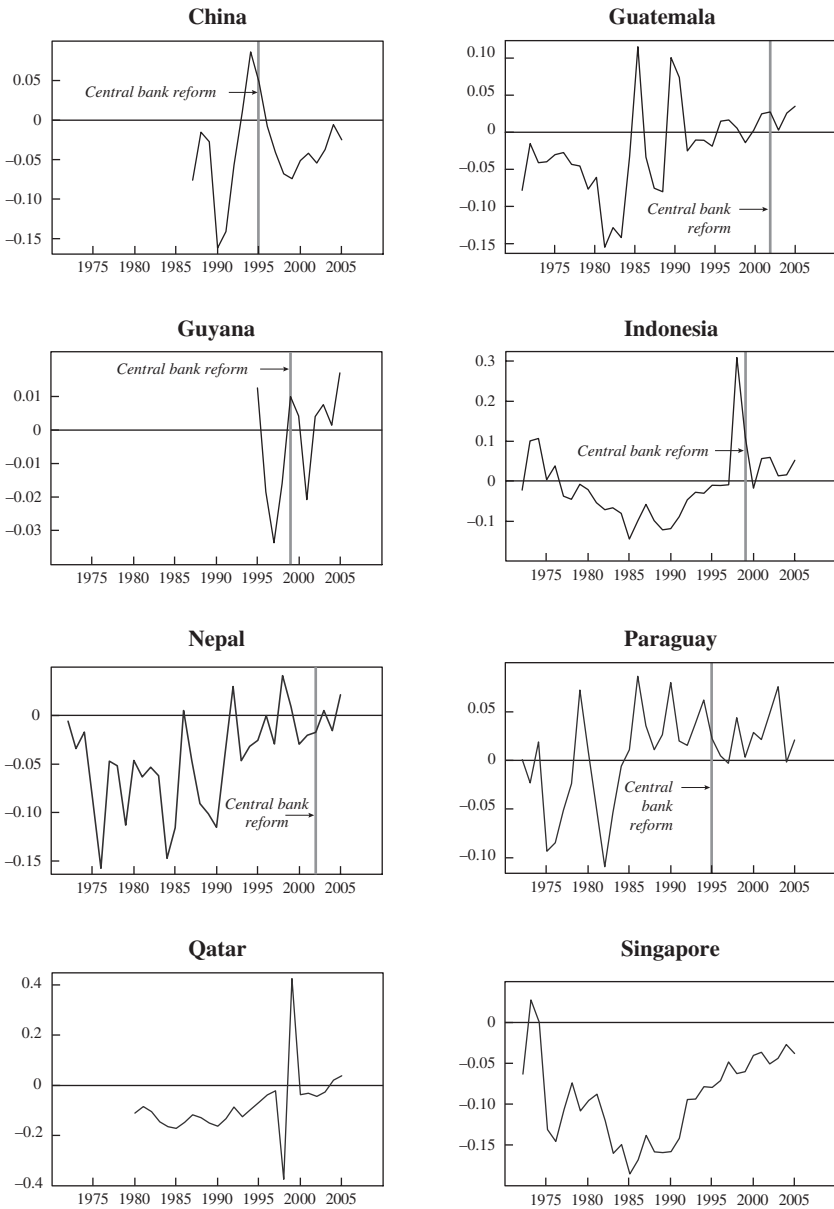 China
0.05
0
−0.05
−0.10
−0.15
Central bank reform
1975 1980 1985 1990 1995 2000 2005
Guatemala
0.10
0.05
0
−0.05
−0.10
−0.15
Central bank
reform
1975 1980 1985 1990 1995 2000 2005
Guyana
0.01
0
−0.01
−0.02
−0.03
Central bank reform
1975 1980 1985 1990 1995 2000 2005
Indonesia
0.3
0.2
0.1
0
−0.1
Central bank reform
1975 1980 1985 1990 1995 2000 2005
Nepal
0
−0.05
−0.10
−0.15
Central bank
reform
1975 1980 1985 1990 1995 2000 2005
Paraguay
0.05
0
−0.05
−0.10
Central
bank
reform
1975 1980 1985 1990 1995 2000 2005
Qatar
0.4
0.2
0
−0.2
−0.4
1975 1980 1985 1990 1995 2000 2005
Singapore
0
−0.05
−0.10
−0.15
1975 1980 1985 1990 1995 2000 2005